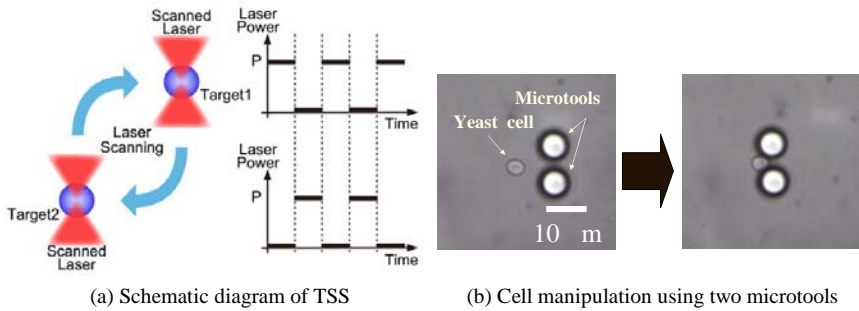 Scanned
Laser
Target1
Laser
Scanning
Target2
Scanned
Laser
Laser
Power
P
Time
Laser
Power
P
Time
(a) Schematic diagram of TSS
(b)
Microtools
Yeast cell
10 m
(b) Cell manipulation using two microtools